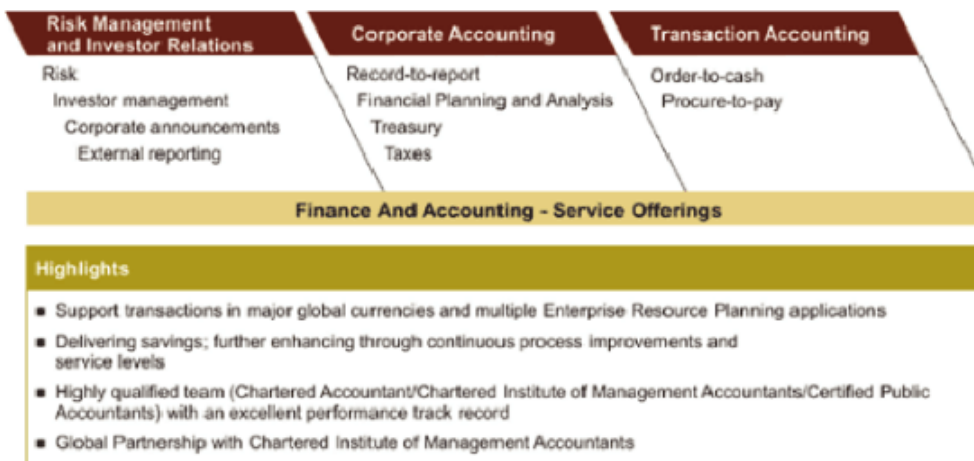 Risk Management
and Investor Relations
Risk
Investor management
Corporate announcements
External reporting
Corporate Accounting
Record-to-report
Financial Planning and Analysis
Treasury
Taxes
Transaction Accounting
Order-to-cash
Procure-to-pay
Finance And Accounting - Service Offerings
Highlights
■ Support transactions in major global currencies and multiple Enterprise Resource Planning applications
■ Delivering savings; further enhancing through continuous process improvements and
service levels
■ Highly qualified team (Chartered Accountant/Chartered Institute of Management Accountants/Certified Public
Accountants) with an excellent performance track record
■ Global Partnership with Chartered Institute of Management Accountants